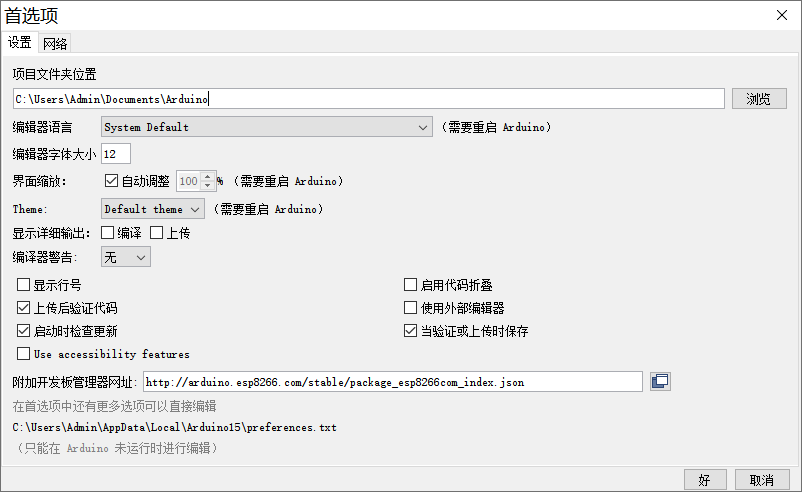 首选项
设置 网络
项目文件夹位置
C:\Users\Admin\Documents\Arduino 浏览
编辑器语言 System Default （需要重启 Arduino）
编辑器字体大小 12
界面缩放： 自动调整 100 % （需要重启 Arduino）
Theme: Default theme （需要重启 Arduino）
显示详细输出： 编译 上传
编译器警告: 无
显示行号 启用代码折叠
上传后验证代码 使用外部编辑器
启动时检查更新 当验证或上传时保存
Use accessibility features
附加开发板管理器网址: http://arduino.esp8266.com/stable/package_esp8266com_index.json
在首选项中还有更多选项可以直接编辑
C:\Users\Admin\AppData\Local\Arduino15\preferences.txt
（只能在 Arduino 未运行时进行编辑）
好 取消